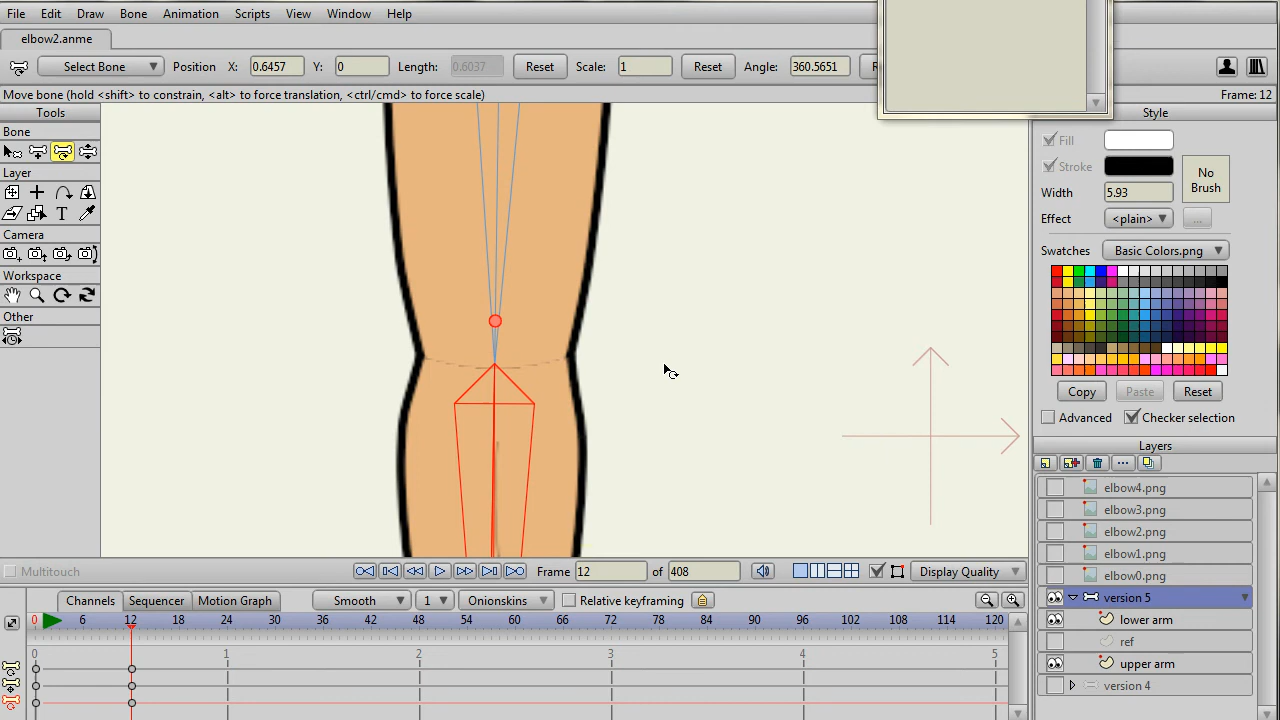 File Edit Draw Bone Animation Scripts View Window Help
elbow2.anme
Select Bone Position X: 0.6457 Y: 0 Length: 0.6037 Reset Scale: 1 Reset Angle: 360.5651
Move bone (hold <shift> to constrain, <alt> to force translation, <ctrl/cmd> to force scale) Frame: 12
Tools
Bone
Layer
Camera
Workspace
Other
Style
Fill
Stroke
Width 5.93
No
Brush
Effect <plain> ...
Swatches Basic Colors.png
Copy Paste Reset
Advanced Checker selection
Layers
elbow4.png
elbow3.png
elbow2.png
elbow1.png
elbow0.png
version 5
lower arm
ref
upper arm
version 4
Multitouch Frame 12 of 408 Display Quality
Channels Sequencer Motion Graph Smooth 1 Onionskins Relative keyframing
0 6 12 18 24 30 36 42 48 54 60 66 72 78 84 90 96 102 108 114 120
0 1 2 3 4 5